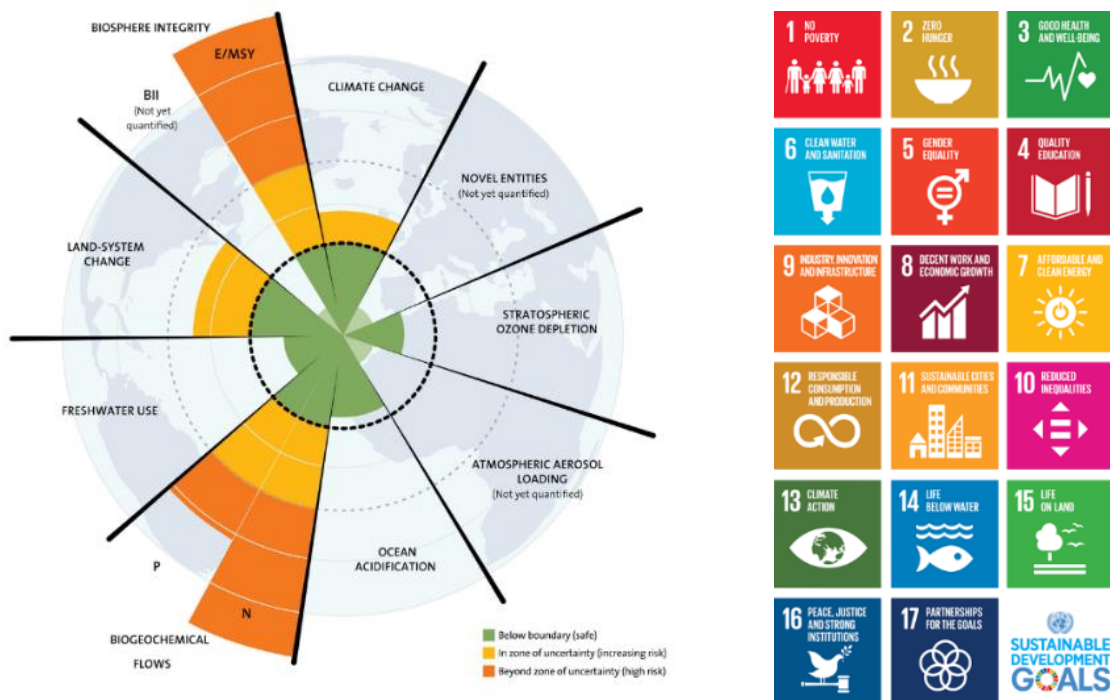 BIOSPHERE INTEGRITY
E/MSY
BII
(Not yet
quantified)
CLIMATE CHANGE
NOVEL ENTITIES
(Not yet quantified)
LAND-SYSTEM
CHANGE
STRATOSPHERIC
OZONE DEPLETION
FRESHWATER USE
ATMOSPHERIC AEROSOL
LOADING
(Not yet quantified)
OCEAN
ACIDIFICATION
P
N
BIOGEOCHEMICAL
FLOWS
Below boundary (safe)
In zone of uncertainty (increasing risk)
Beyond zone of uncertainty (high risk)
1 NO
POVERTY
2 ZERO
HUNGER
3 GOOD HEALTH
AND WELL-BEING
6 CLEAN WATER
AND SANITATION
5 GENDER
EQUALITY
4 QUALITY
EDUCATION
9 INDUSTRY, INNOVATION
AND INFRASTRUCTURE
8 DECENT WORK AND
ECONOMIC GROWTH
7 AFFORDABLE AND
CLEAN ENERGY
12 RESPONSIBLE
CONSUMPTION
AND PRODUCTION
11 SUSTAINABLE CITIES
AND COMMUNITIES
10 REDUCED
INEQUALITIES
13 CLIMATE
ACTION
14 LIFE
BELOW WATER
15 LIFE
ON LAND
16 PEACE, JUSTICE
AND STRONG
INSTITUTIONS
17 PARTNERSHIPS
FOR THE GOALS
SUSTAINABLE
DEVELOPMENT
GOALS